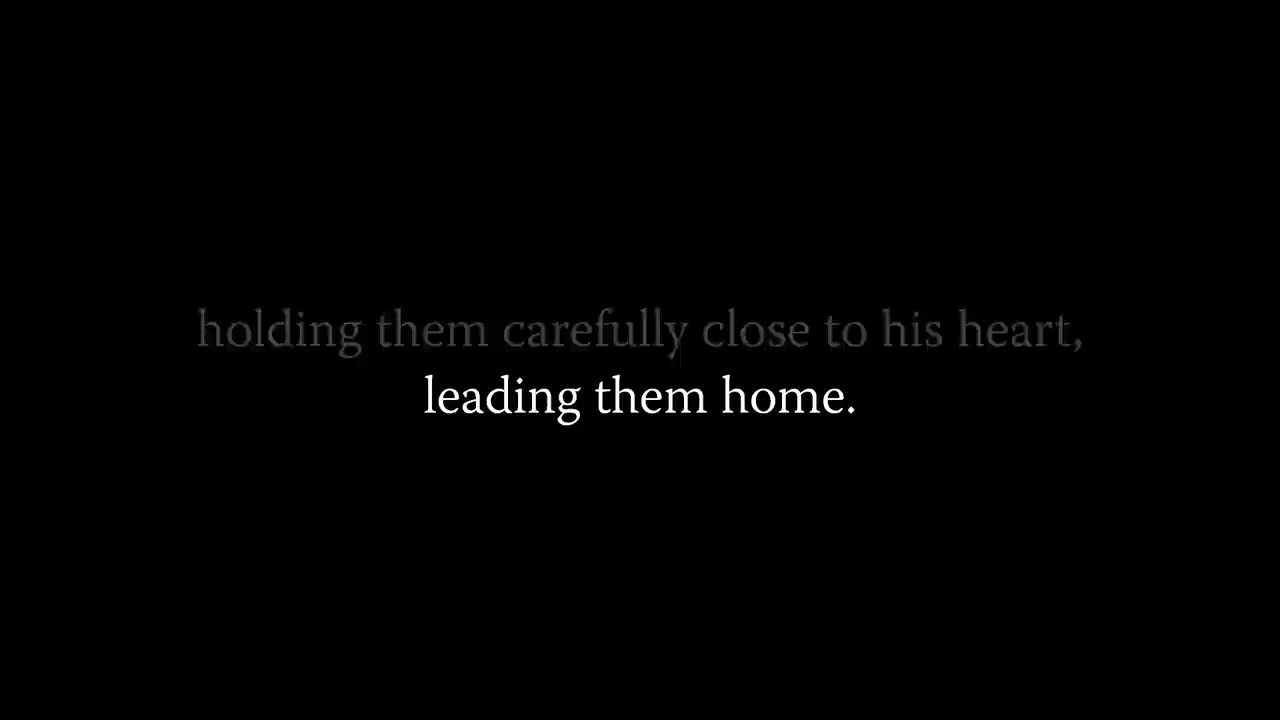 holding them carefully close to his heart,
leading them home.